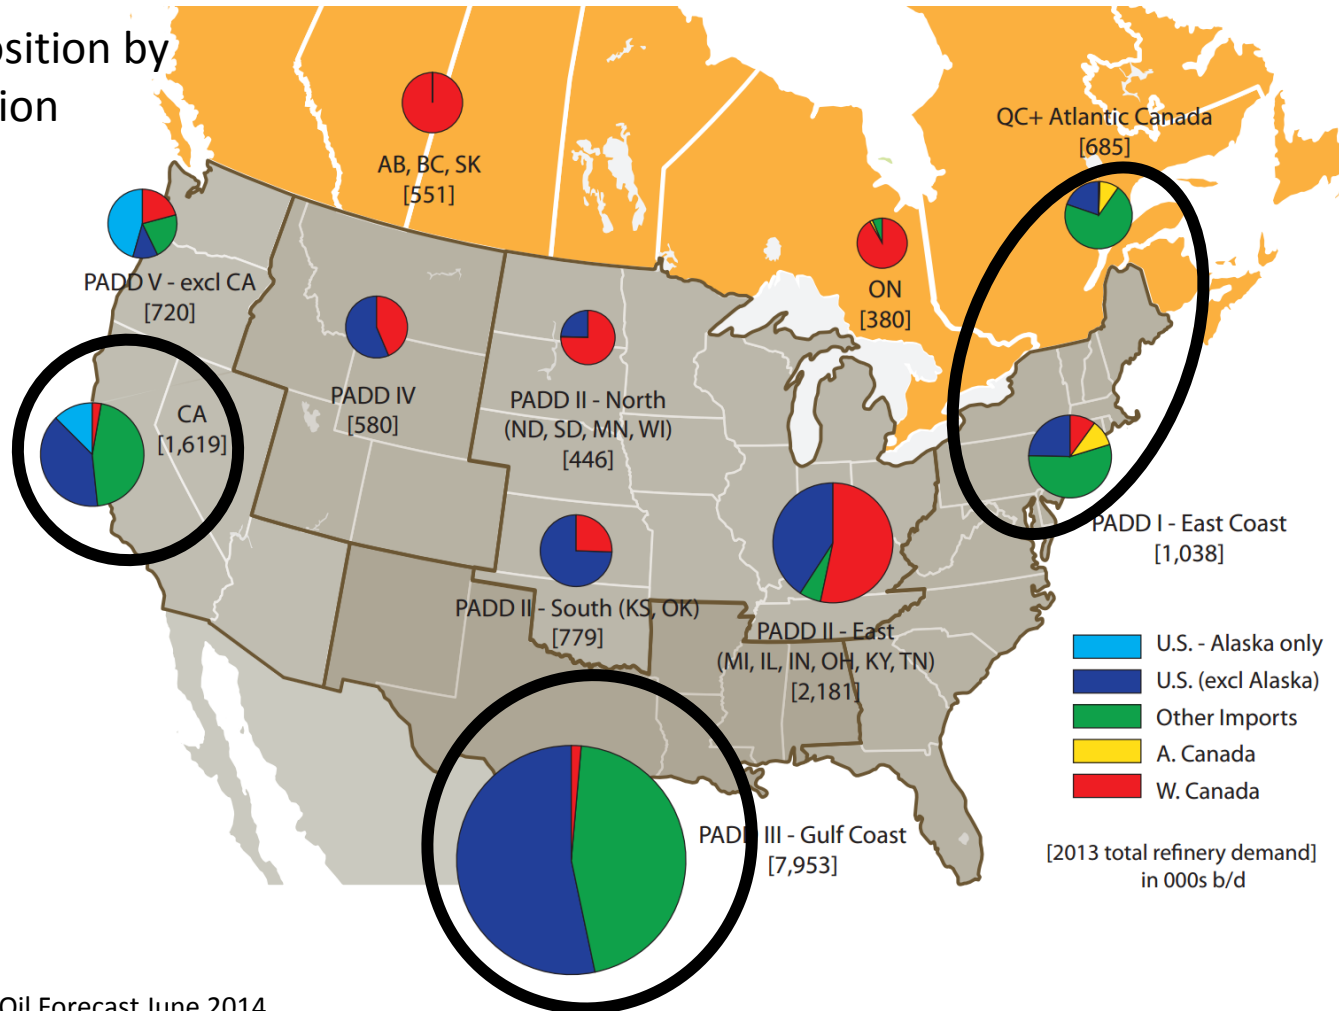 by
QC+ Atlantic Canada
[685]
AB, BC, SK
[551]
PADD V - excl CA
[720]
ON
[380]
PADD IV
[580]
PADD II - North
(ND, SD, MN, WI)
[446]
CA
[1,619]
PADD I - East Coast
[1,038]
PADD II - South (KS, OK)
[779]
PADD II - East
(MI, IL, IN, OH, KY, TN)
[2,181]
U.S. - Alaska only
U.S. (excl Alaska)
Other Imports
A. Canada
W. Canada
PADD III - Gulf Coast
[7,953]
[2013 total refinery demand]
in 000s b/d
Oil Forecast June 2014